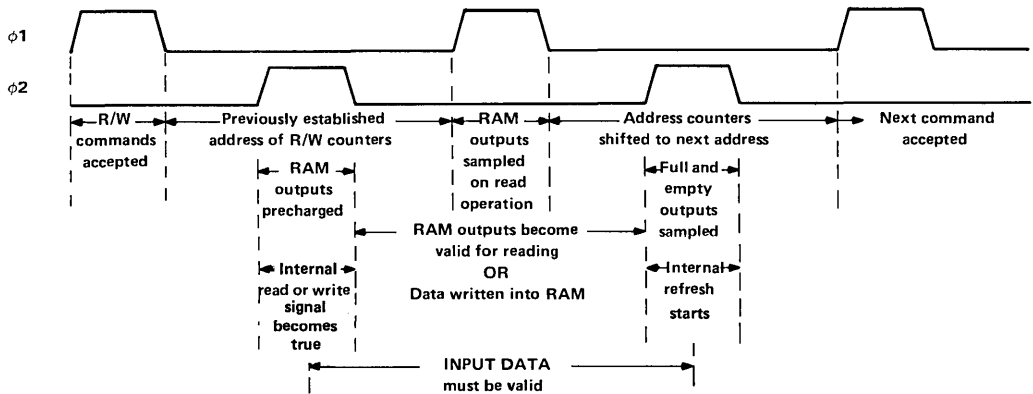 φ1
φ2
R/W
commands
accepted
Previously established
address of R/W counters
RAM
outputs
sampled
on read
operation
Address counters
shifted to next address
Next command
accepted
RAM
outputs
precharged
Full and
empty
outputs
sampled
RAM outputs become
valid for reading
OR
Data written into RAM
Internal
read or write
signal
becomes
true
Internal
refresh
starts
INPUT DATA
must be valid